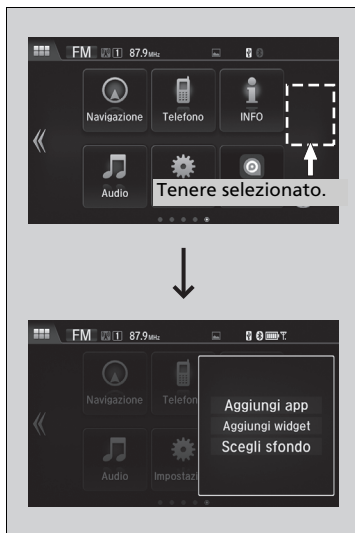 FM 1 87.9MHz
Navigazione Telefono INFO
Audio
Tenere selezionato.
FM 1 87.9MHz
Navigazione Telefon
Audio Impostazi
Aggiungi app
Aggiungi widget
Scegli sfondo